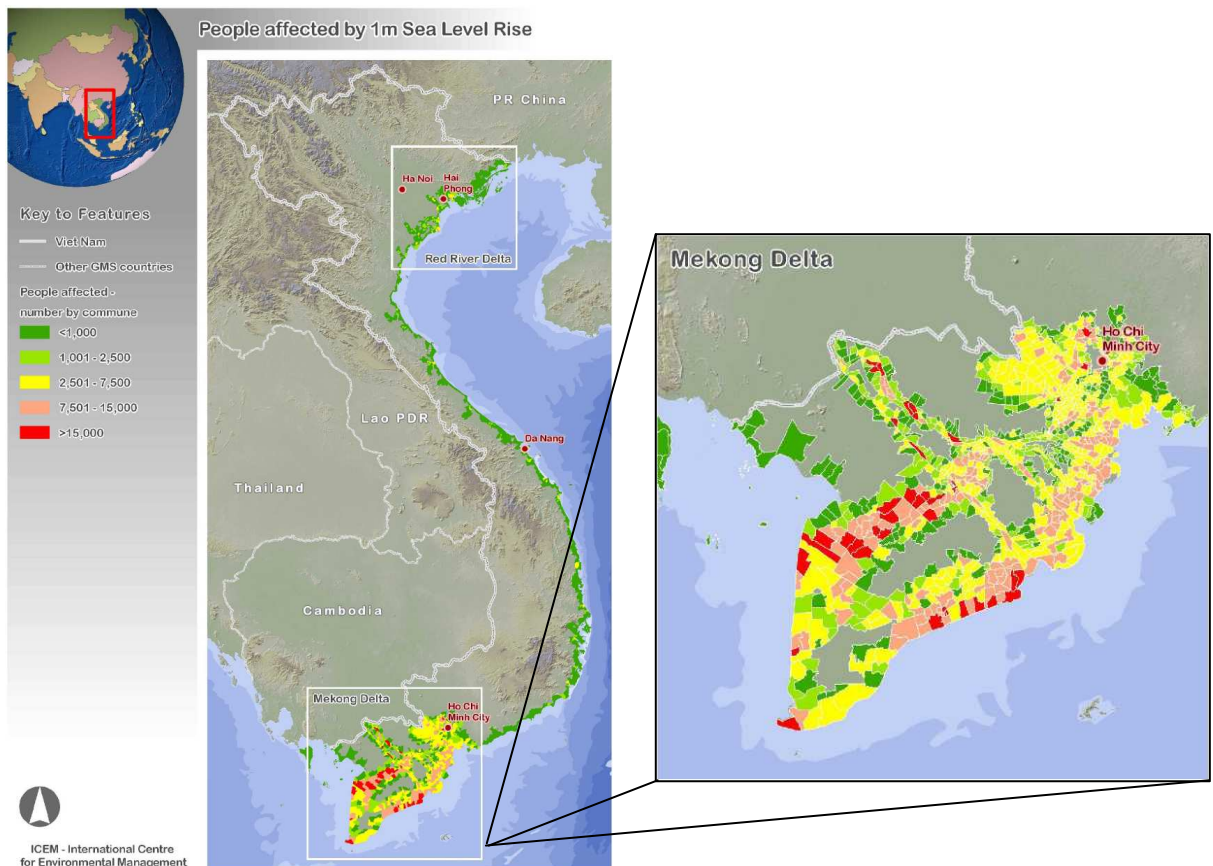 People affected by 1m Sea Level Rise
PR China
Ha Noi
Hai
Phong
Red River Delta
Key to Features
Viet Nam
Other GMS countries
People affected -
number by commune
<1,000
1,001 - 2,500
2,501 - 7,500
7,501 - 15,000
>15,000
Lao PDR
Da Nang
Thailand
Cambodia
Mekong Delta
Ho Chi
Minh City
Mekong Delta
Ho Chi
Minh City
ICEM - International Centre
for Environmental Management